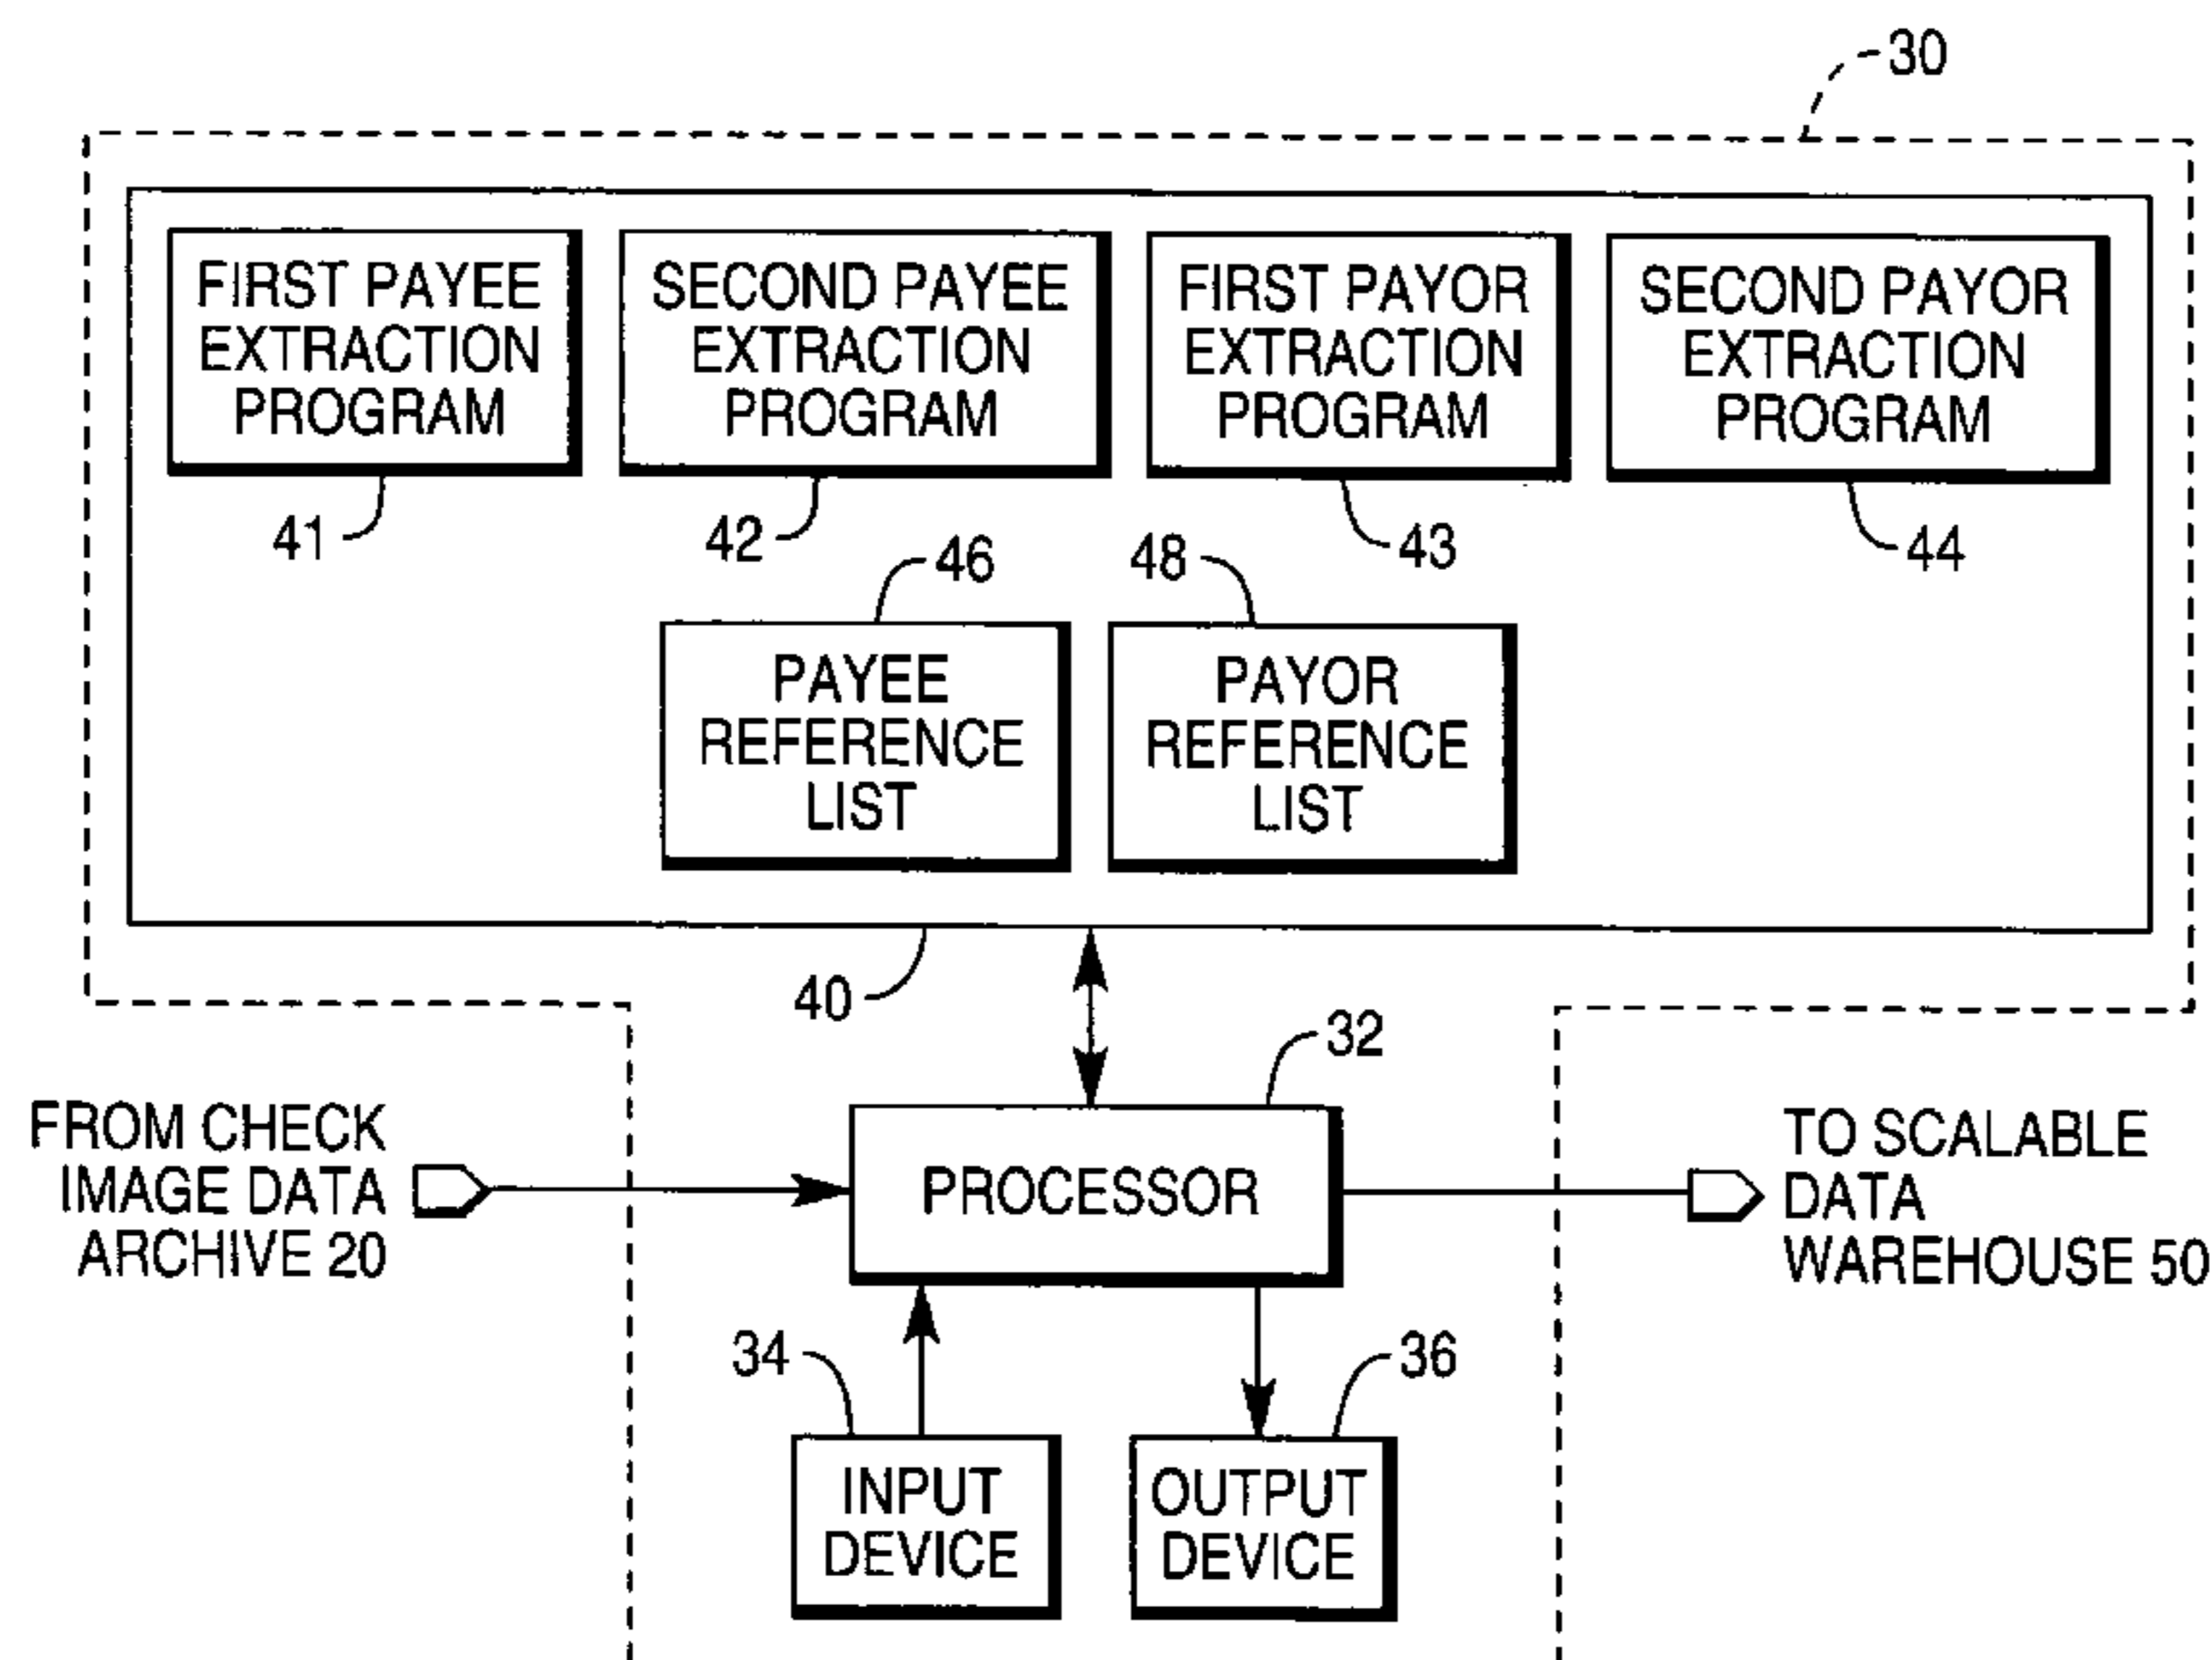 30
FIRST PAYEE
EXTRACTION
PROGRAM
SECOND PAYEE
EXTRACTION
PROGRAM
FIRST PAYOR
EXTRACTION
PROGRAM
SECOND PAYOR
EXTRACTION
PROGRAM
41
42
43
44
46
48
PAYEE
REFERENCE
LIST
PAYOR
REFERENCE
LIST
40
32
FROM CHECK
IMAGE DATA
ARCHIVE 20
PROCESSOR
TO SCALABLE
DATA
WAREHOUSE 50
34
36
INPUT
DEVICE
OUTPUT
DEVICE